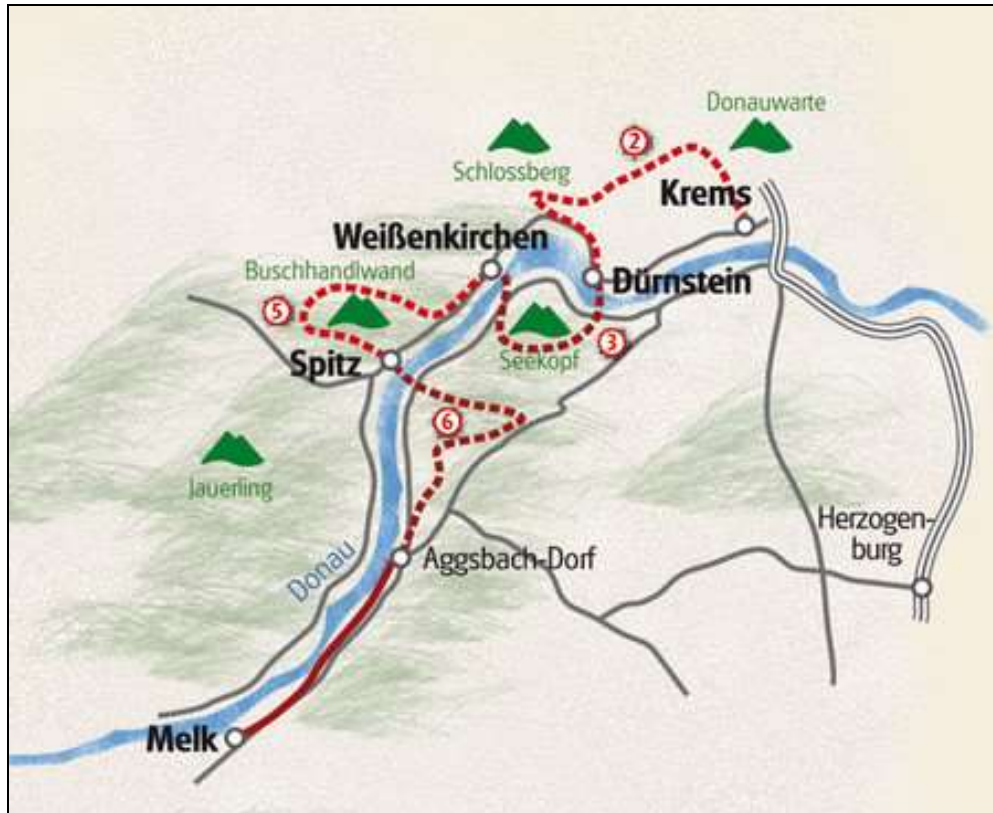 Donauwarte
2
Schlossberg
Krems
Weißenkirchen
Buschhandlwand
Dürnstein
5
3
Spitz
Seekopf
6
Jauerling
Herzogen-
burg
Donau
Aggsbach-Dorf
Melk